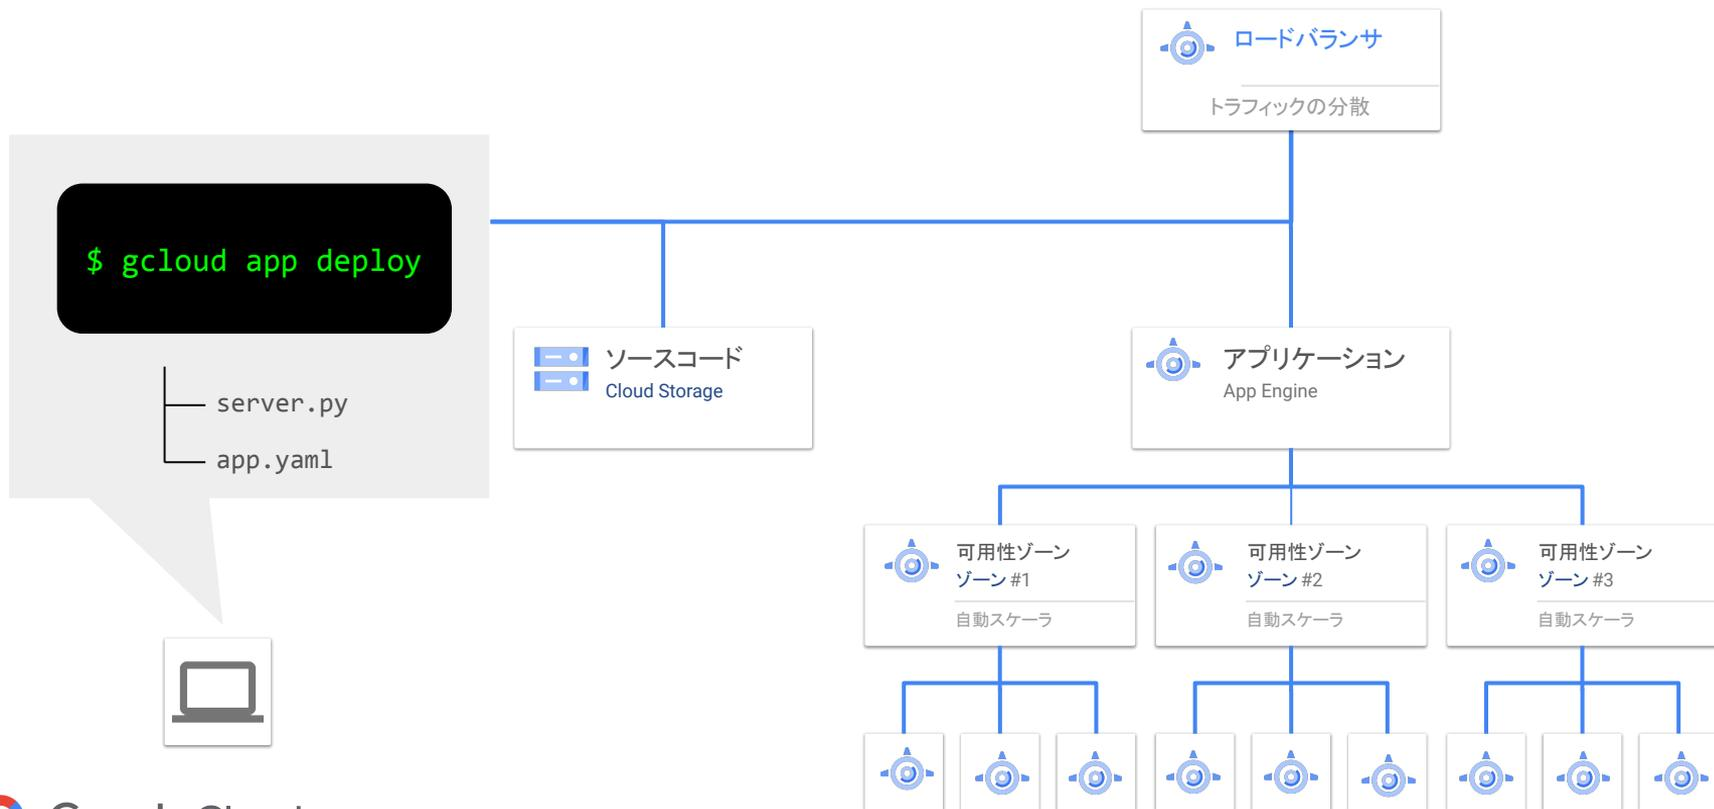 ロードバランサ
トラフィックの分散
$ gcloud app deploy
server.py
app.yaml
ソースコード
Cloud Storage
アプリケーション
App Engine
可用性ゾーン
ゾーン #1
自動スケーラ
可用性ゾーン
ゾーン #2
自動スケーラ
可用性ゾーン
ゾーン #3
自動スケーラ